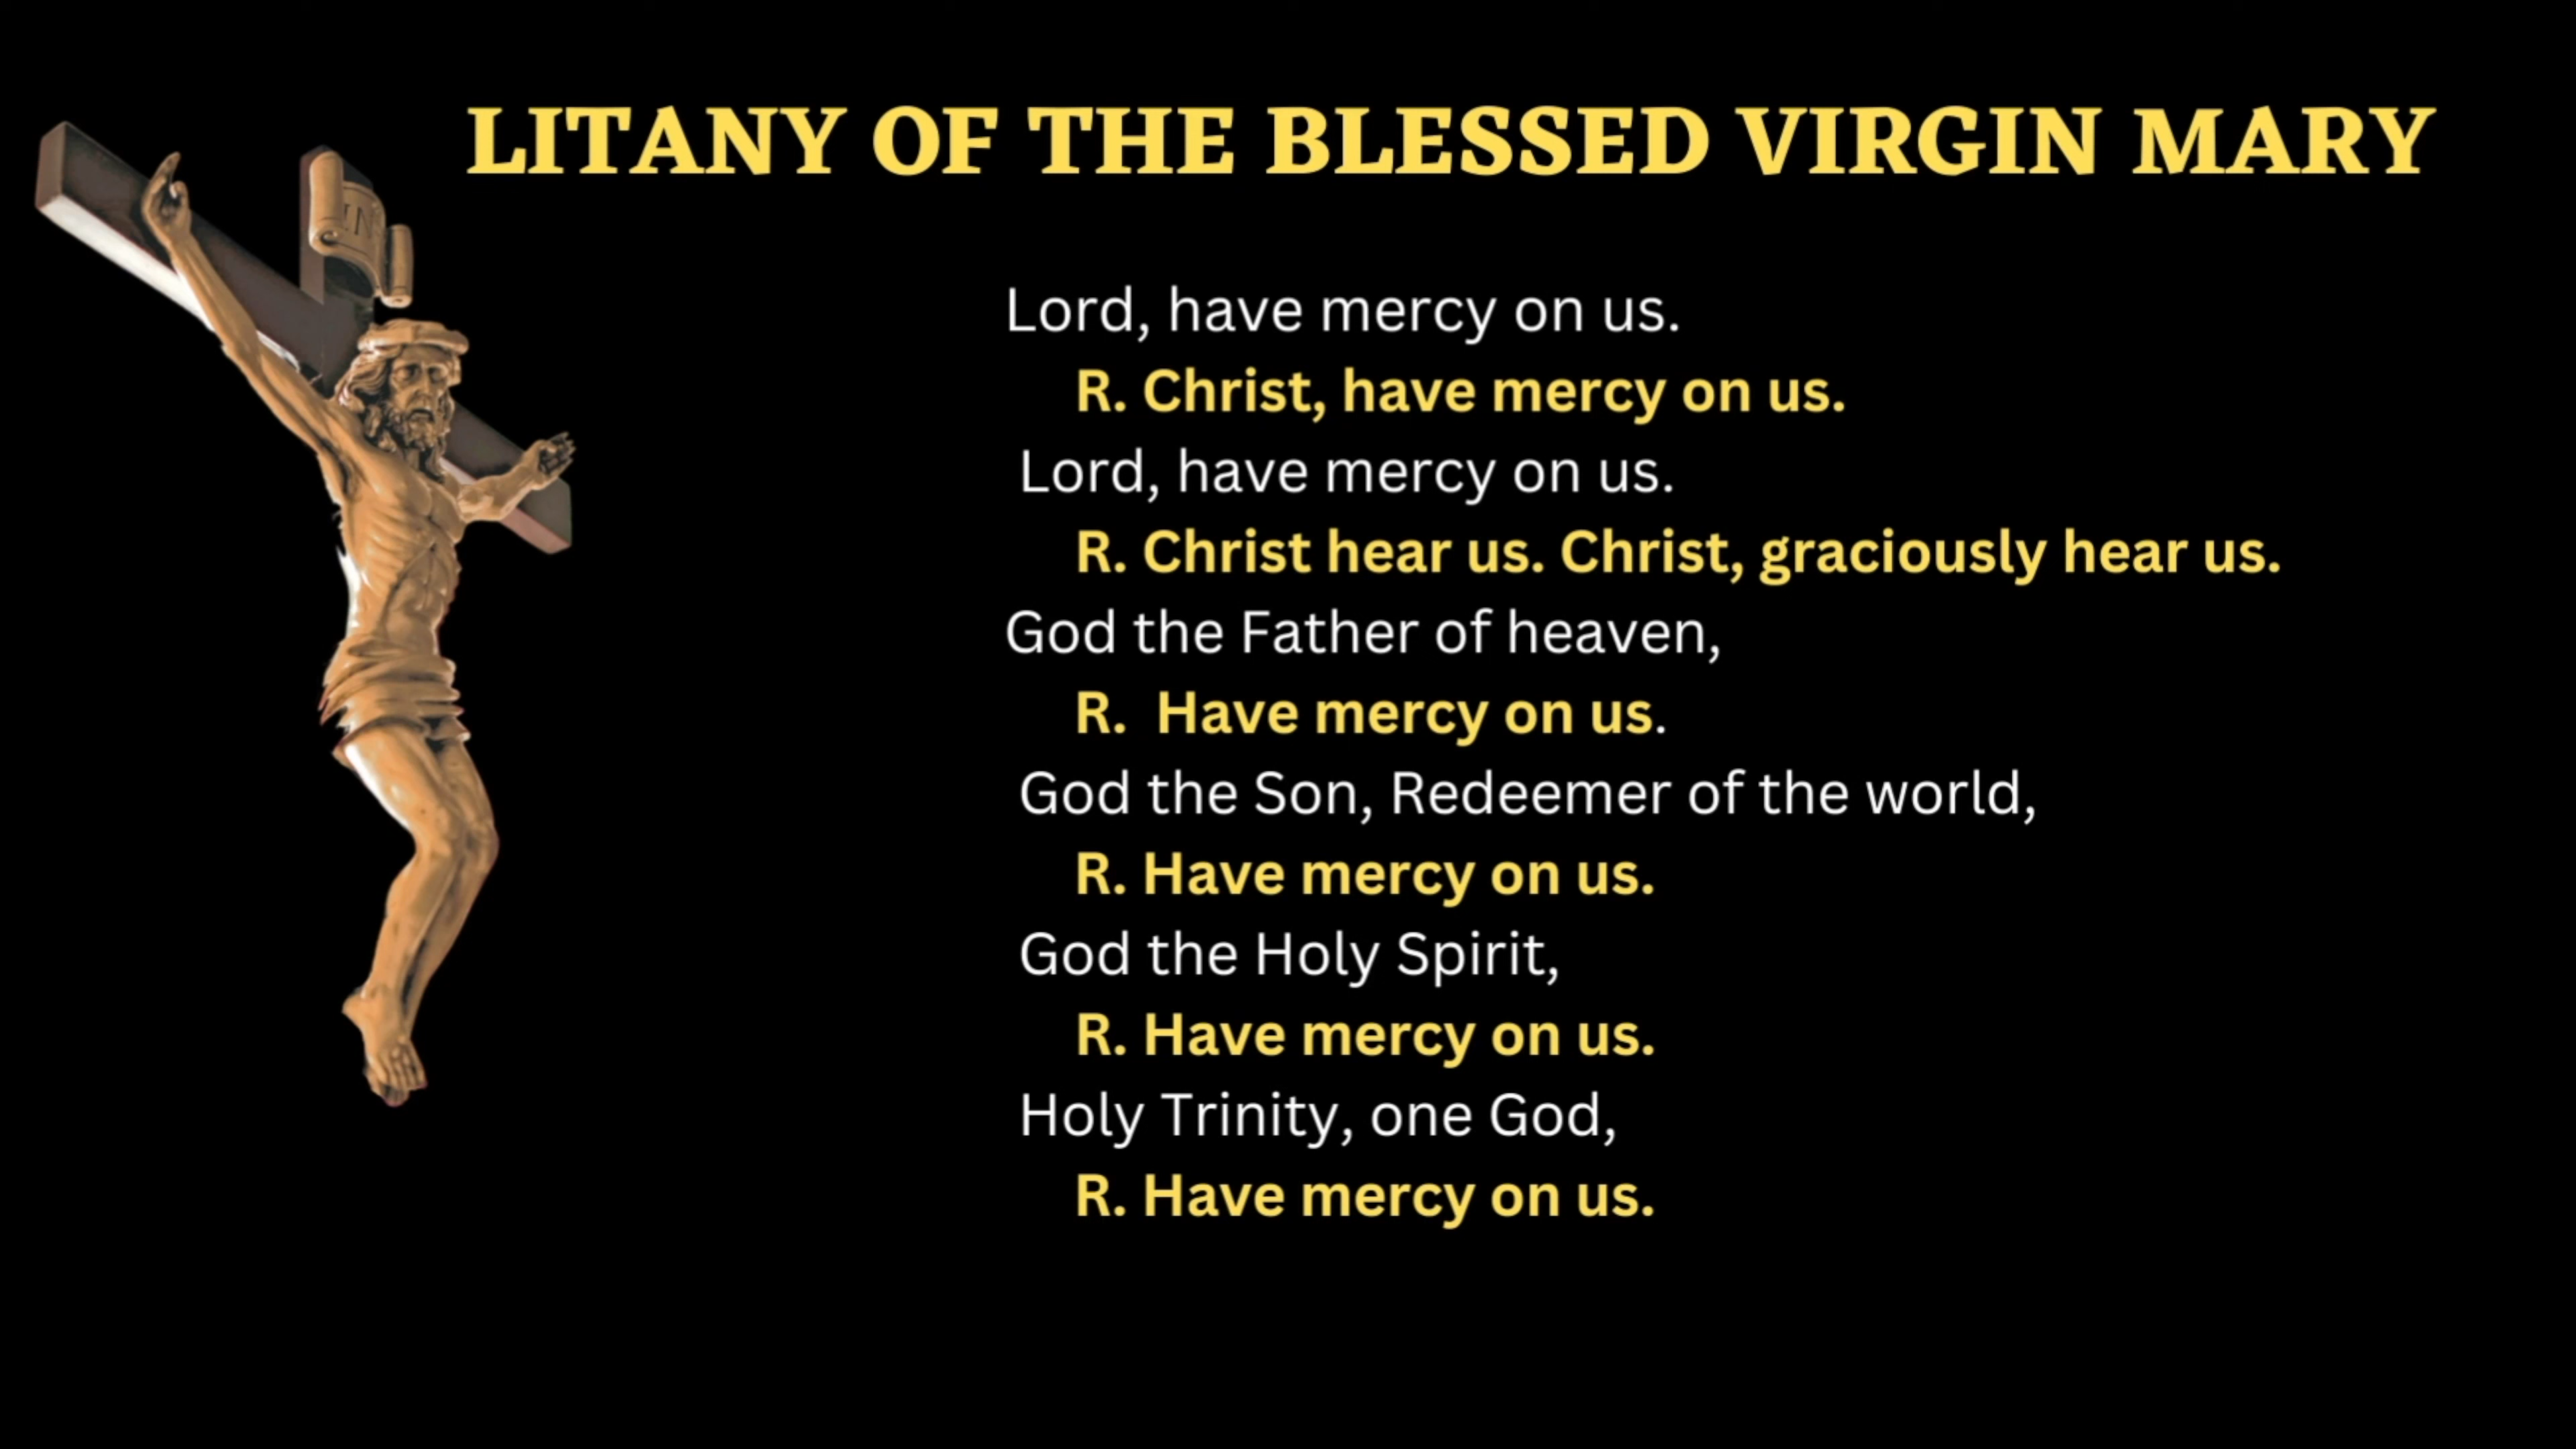 LITANY OF THE BLESSED VIRGIN MARY
Lord, have mercy on us.
R. Christ, have mercy on us.
Lord, have mercy on us.
R. Christ hear us. Christ, graciously hear us.
God the Father of heaven,
R. Have mercy on us.
God the Son, Redeemer of the world,
R. Have mercy on us.
God the Holy Spirit,
R. Have mercy on us.
Holy Trinity, one God,
R. Have mercy on us.